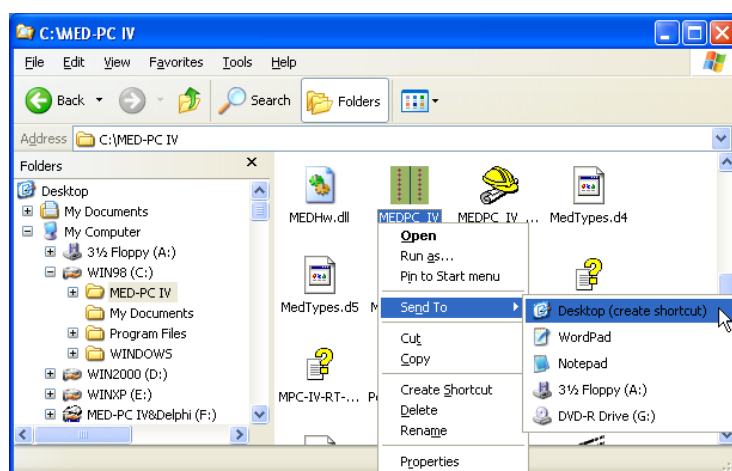 C:\MED-PC IV
File Edit View Favorites Tools Help
Back Search Folders
Address C:\MED-PC IV
Folders x
Desktop
My Documents
My Computer
3½ Floppy (A:)
WIN98 (C:)
MED-PC IV
My Documents
Program Files
WINDOWS
WIN2000 (D:)
WINXP (E:)
MED-PC IV&Delphi (F:)
MEDHw.dll MEDPC_IV MEDPC_IV ... MedTypes.d4
MedTypes.d5
MPC-IV-RT-...
Open
Run as...
Pin to Start menu
Send To
Cut
Copy
Create Shortcut
Delete
Rename
Properties
Desktop (create shortcut)
WordPad
Notepad
3½ Floppy (A:)
DVD-R Drive (G:)